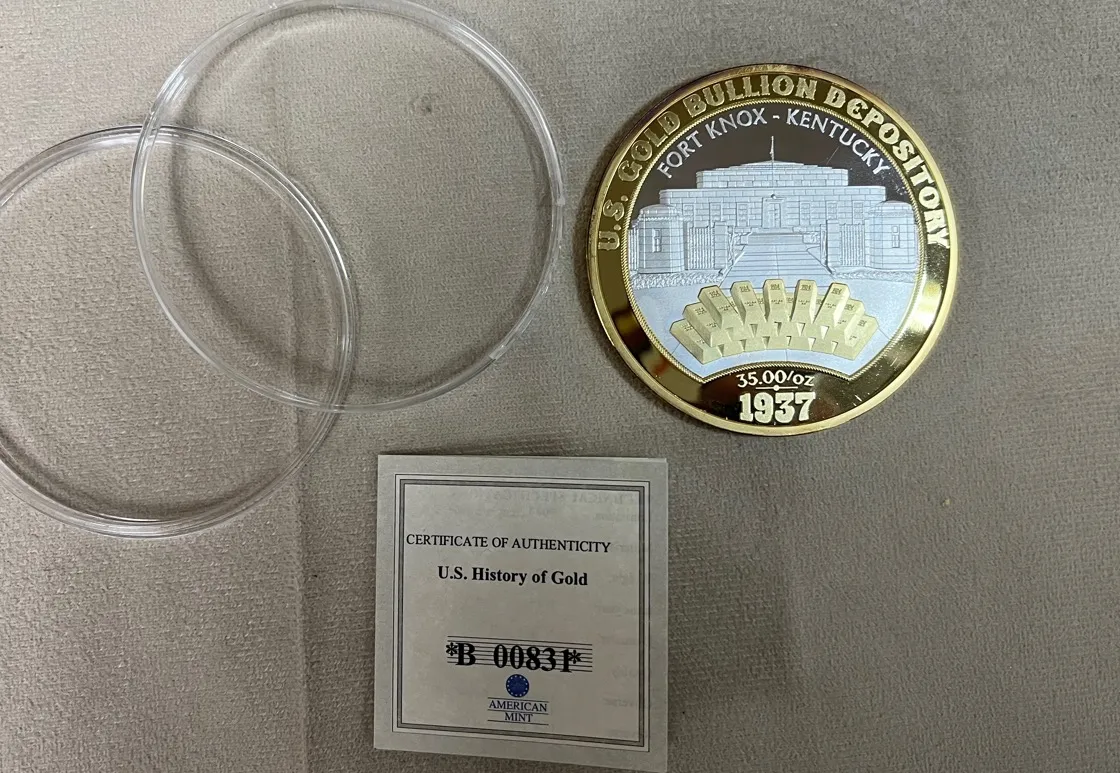 U.S. GOLD BULLION DEPOSITORY
FORT KNOX - KENTUCKY
35.00/oz
1937
CERTIFICATE OF AUTHENTICITY
U.S. History of Gold
*B 00831*
AMERICAN
MINT